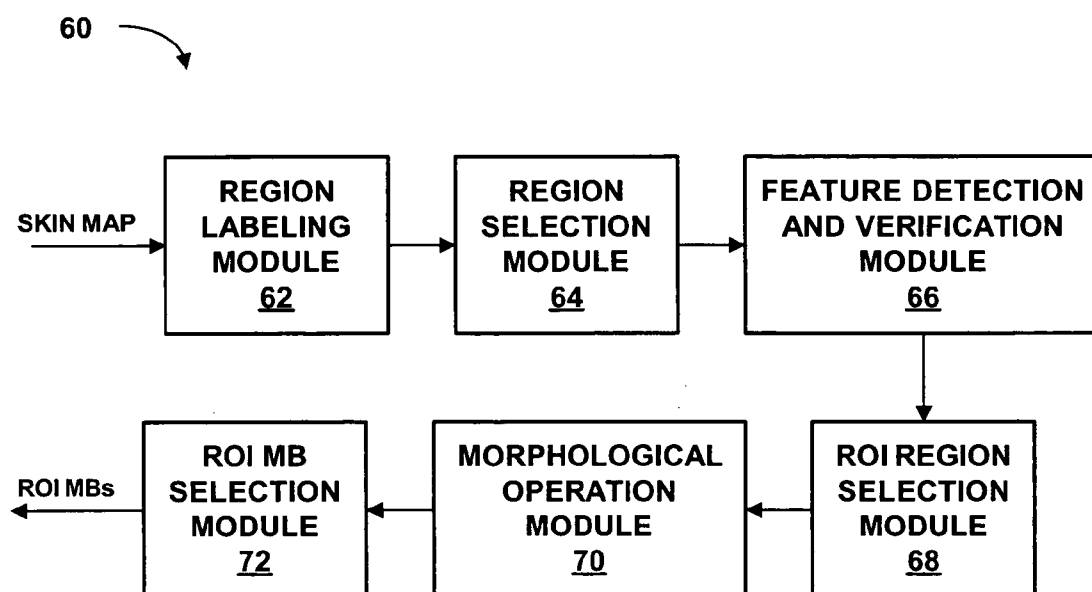 60
SKIN MAP
REGION
LABELING
MODULE
62
REGION
SELECTION
MODULE
64
FEATURE DETECTION
AND VERIFICATION
MODULE
66
ROI MBs
ROI MB
SELECTION
MODULE
72
MORPHOLOGICAL
OPERATION
MODULE
70
ROI REGION
SELECTION
MODULE
68